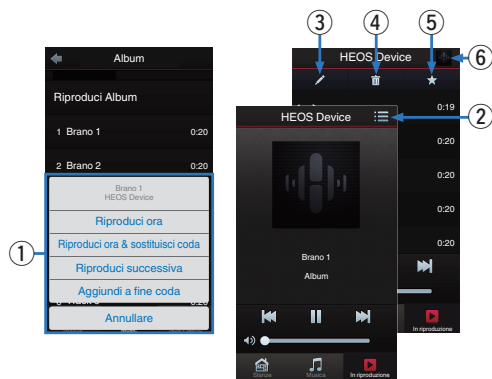 3
4
5
6
2
1
Album
Riproduci Album
1 Brano 1 0:20
2 Brano 2 0:20
Brano 1
HEOS Device
Riproduci ora
Riproduci ora & sostituisci coda
Riproduci successiva
Aggiundi a fine coda
Annullare
HEOS Device
0:19
0:20
0:20
0:20
0:20
In riproduzione
HEOS Device
Brano 1
Album
Stanze
Musica
In riproduzione